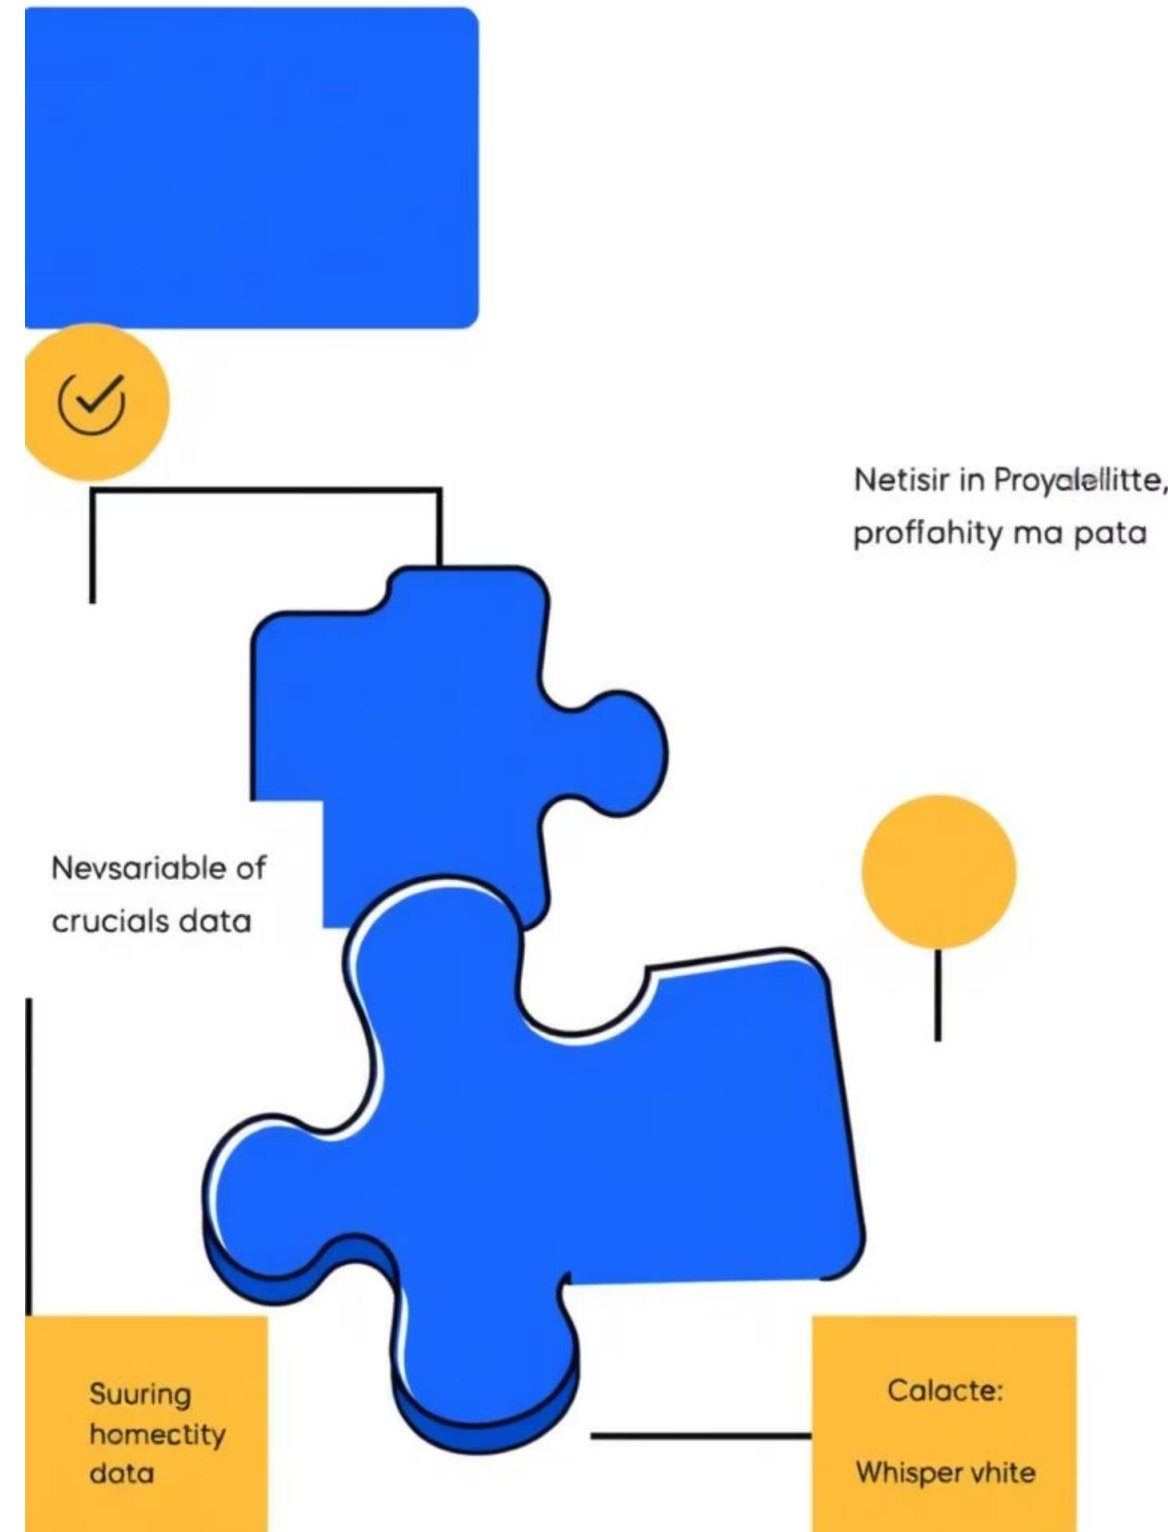 Netisir in Proyalellitte,
proffahity ma pata
Nevsariable of
crucials data
Suuring
homectity
data
Calacte:
Whisper vhite